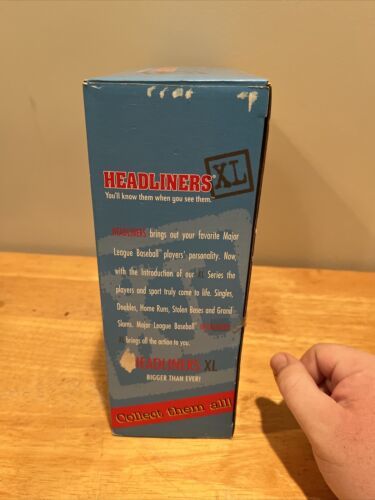 HEADLINERS XL
You'll know them when you see them.
HEADLINERS brings out your favorite Major
League Baseball® players' personality. Now,
with the Introduction of our XL Series the
players and sport truly come to life. Singles,
Doubles, Home Runs, Stolen Bases and Grand
Slams. Major League Baseball® HEADLINERS
XL brings all the action to you.
HEADLINERS XL
BIGGER THAN EVER!
Collect them all!